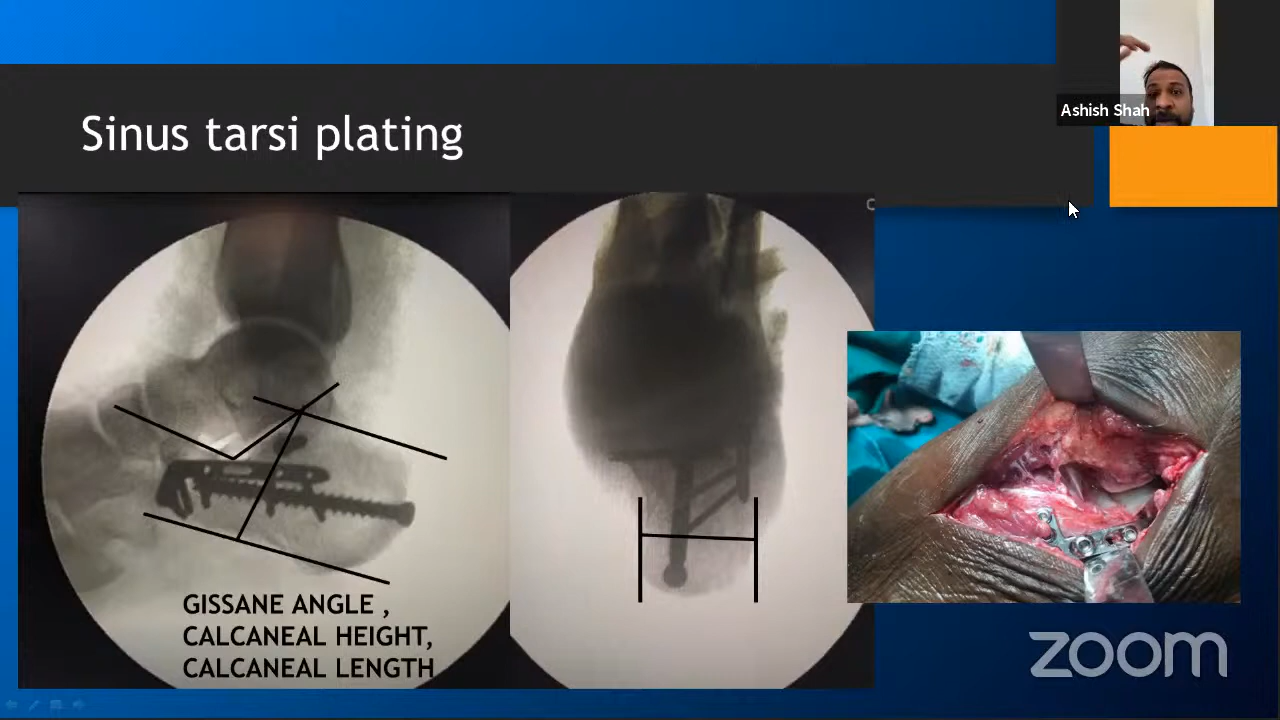 Ashish Shah
Sinus tarsi plating
GISSANE ANGLE ,
CALCANEAL HEIGHT,
CALCANEAL LENGTH
zoom